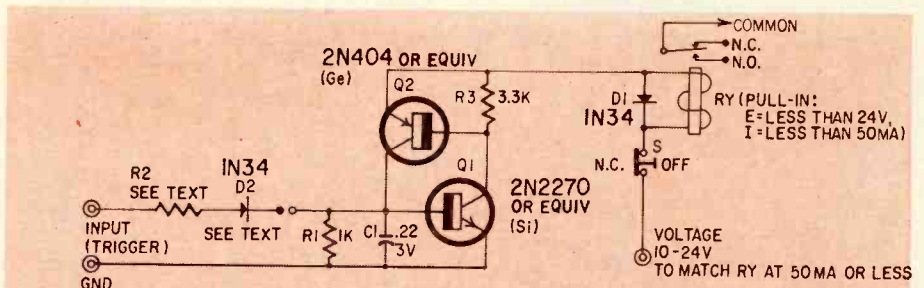 COMMON
N.C.
N.O.
2N404 OR EQUIV
(Ge)
Q2
R3
3.3K
D1
IN34
RY (PULL-IN:
E=LESS THAN 24V,
I=LESS THAN 50MA)
S
N.C.
OFF
R2
SEE TEXT
IN34
D2
SEE TEXT
Q1
2N2270
OR EQUIV
(Si)
INPUT
(TRIGGER)
R1
1K
C1
.22
3V
GND
VOLTAGE
10-24V
TO MATCH RY AT 50MA OR LESS